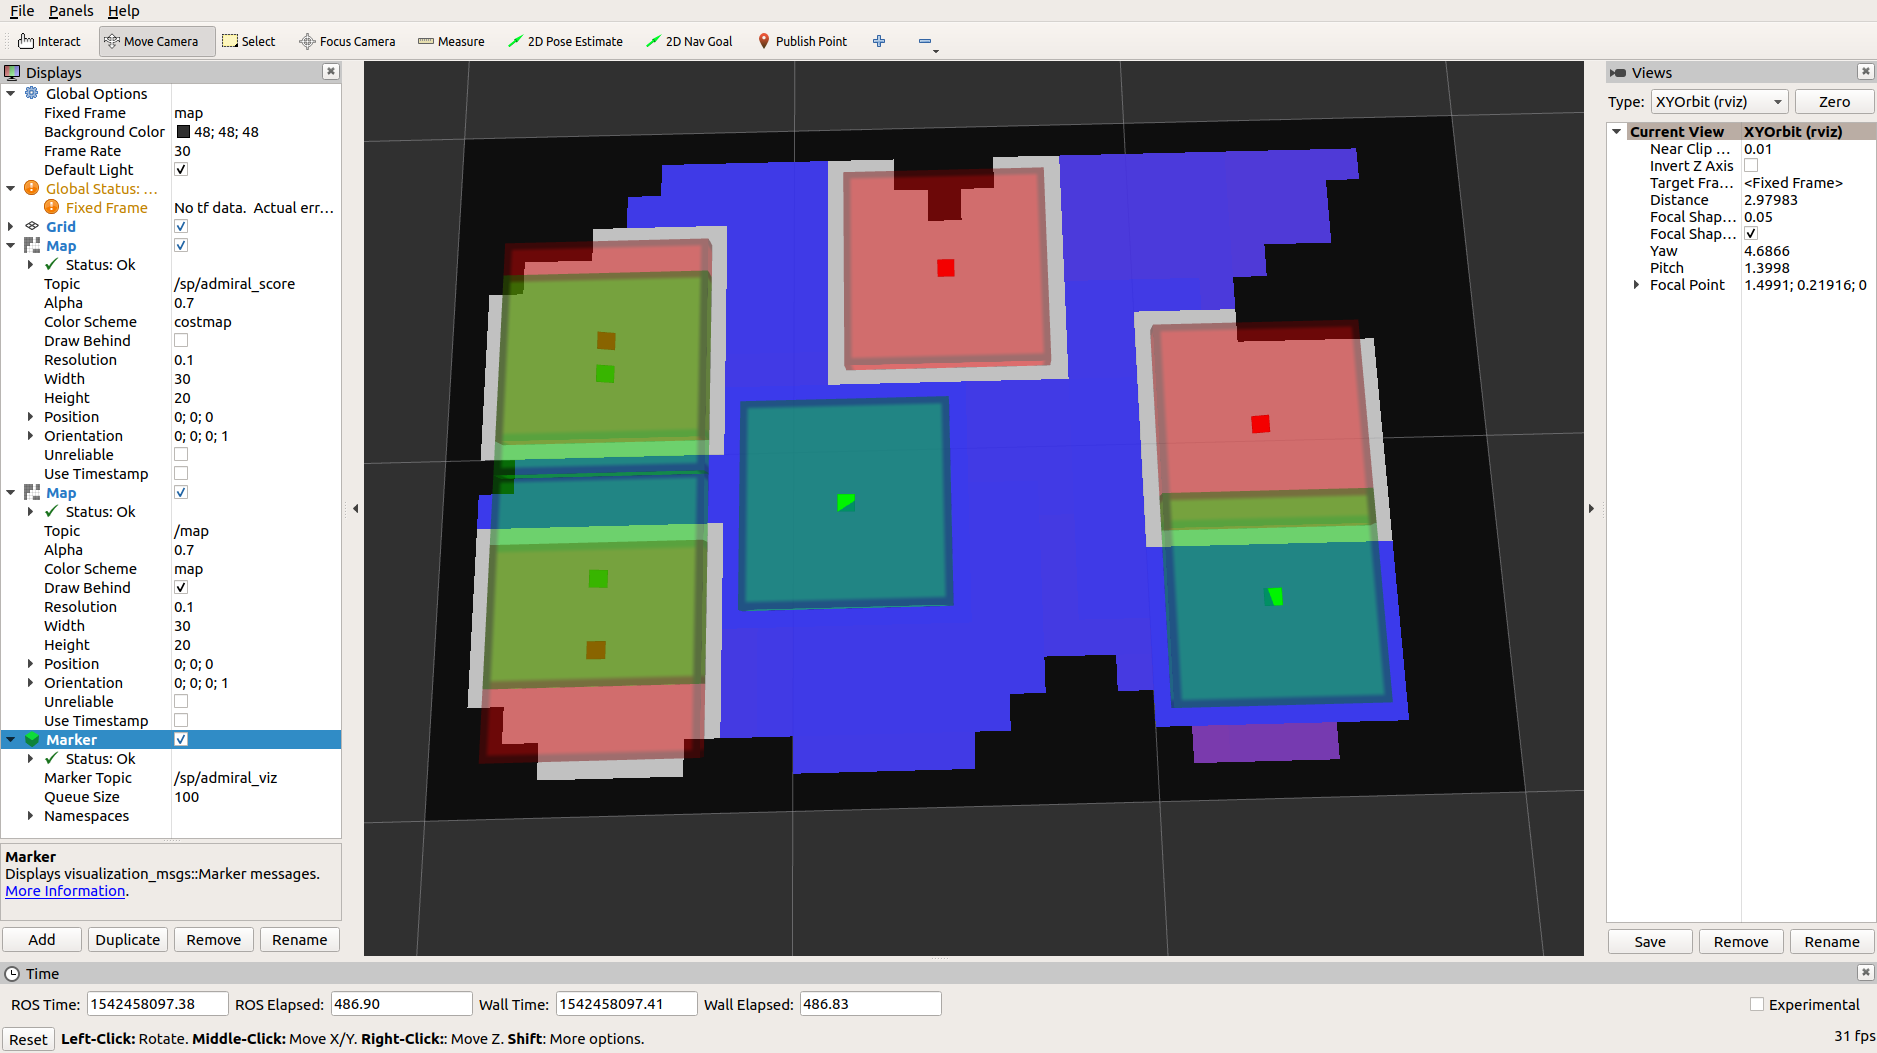 File Panels Help
Interact Move Camera Select Focus Camera Measure 2D Pose Estimate 2D Nav Goal Publish Point
Displays
Global Options
Fixed Frame map
Background Color 48; 48; 48
Frame Rate 30
Default Light
Global Status: ...
Fixed Frame No tf data. Actual err...
Grid
Map
Status: Ok
Topic /sp/admiral_score
Alpha 0.7
Color Scheme costmap
Draw Behind
Resolution 0.1
Width 30
Height 20
Position 0; 0; 0
Orientation 0; 0; 0; 1
Unreliable
Use Timestamp
Map
Status: Ok
Topic /map
Alpha 0.7
Color Scheme map
Draw Behind
Resolution 0.1
Width 30
Height 20
Position 0; 0; 0
Orientation 0; 0; 0; 1
Unreliable
Use Timestamp
Marker
Status: Ok
Marker Topic /sp/admiral_viz
Queue Size 100
Namespaces
Marker
Displays visualization_msgs::Marker messages.
More Information.
Add Duplicate Remove Rename
Views
Type: XYOrbit (rviz) Zero
Current View XYOrbit (rviz)
Near Clip ... 0.01
Invert Z Axis
Target Fra... <Fixed Frame>
Distance 2.97983
Focal Shap... 0.05
Focal Shap...
Yaw 4.6866
Pitch 1.3998
Focal Point 1.4991; 0.21916; 0
Save Remove Rename
Time
ROS Time: 1542458097.38 ROS Elapsed: 486.90 Wall Time: 1542458097.41 Wall Elapsed: 486.83 Experimental
Reset Left-Click: Rotate. Middle-Click: Move X/Y. Right-Click:: Move Z. Shift: More options. 31 fps